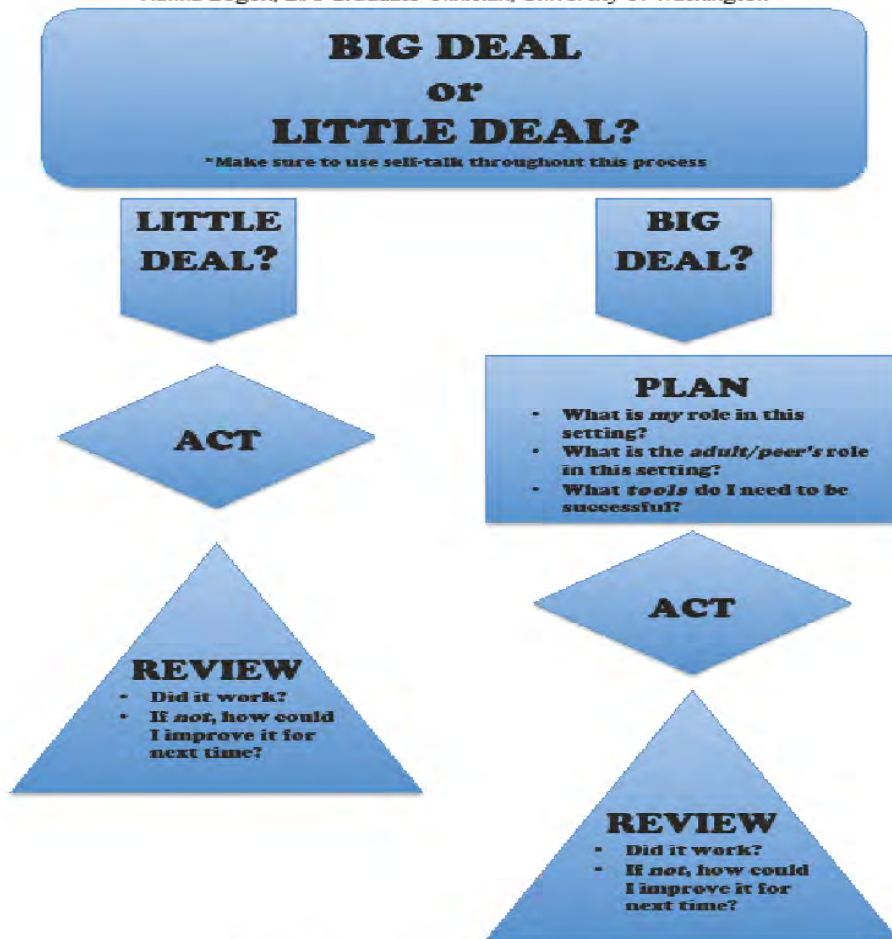 BIG DEAL
or
LITTLE DEAL?
*Make sure to use self-talk throughout this process
LITTLE
DEAL?
ACT
REVIEW
• Did it work?
• If not, how could
I improve it for
next time?
BIG
DEAL?
PLAN
• What is my role in this
setting?
• What is the adult/peer's role
in this setting?
• What tools do I need to be
successful?
ACT
REVIEW
• Did it work?
• If not, how could
I improve it for
next time?